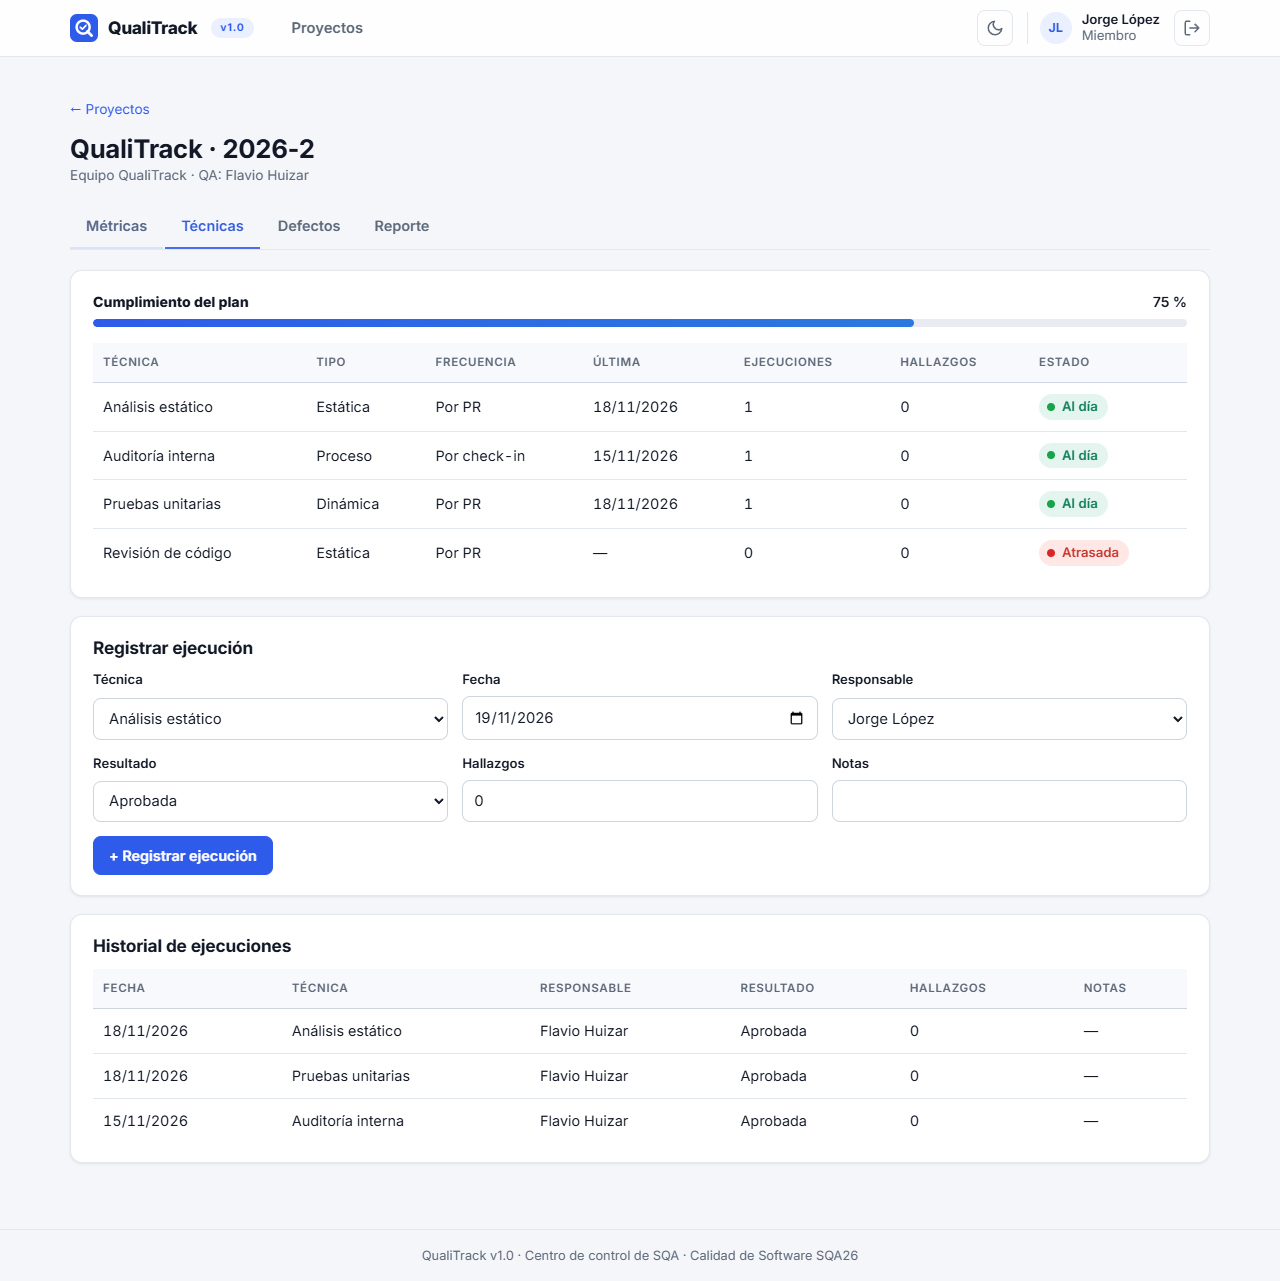 QualiTrack v1.0 Proyectos JL Jorge López
Miembro
← Proyectos
QualiTrack · 2026-2
Equipo QualiTrack · QA: Flavio Huizar
Métricas Técnicas Defectos Reporte
Cumplimiento del plan 75 %
TÉCNICA TIPO FRECUENCIA ÚLTIMA EJECUCIONES HALLAZGOS ESTADO
Análisis estático Estática Por PR 18/11/2026 1 0 Al día
Auditoría interna Proceso Por check-in 15/11/2026 1 0 Al día
Pruebas unitarias Dinámica Por PR 18/11/2026 1 0 Al día
Revisión de código Estática Por PR — 0 0 Atrasada
Registrar ejecución
Técnica Fecha Responsable
Análisis estático 19/11/2026 Jorge López
Resultado Hallazgos Notas
Aprobada 0
+ Registrar ejecución
Historial de ejecuciones
FECHA TÉCNICA RESPONSABLE RESULTADO HALLAZGOS NOTAS
18/11/2026 Análisis estático Flavio Huizar Aprobada 0 —
18/11/2026 Pruebas unitarias Flavio Huizar Aprobada 0 —
15/11/2026 Auditoría interna Flavio Huizar Aprobada 0 —
QualiTrack v1.0 · Centro de control de SQA · Calidad de Software SQA26